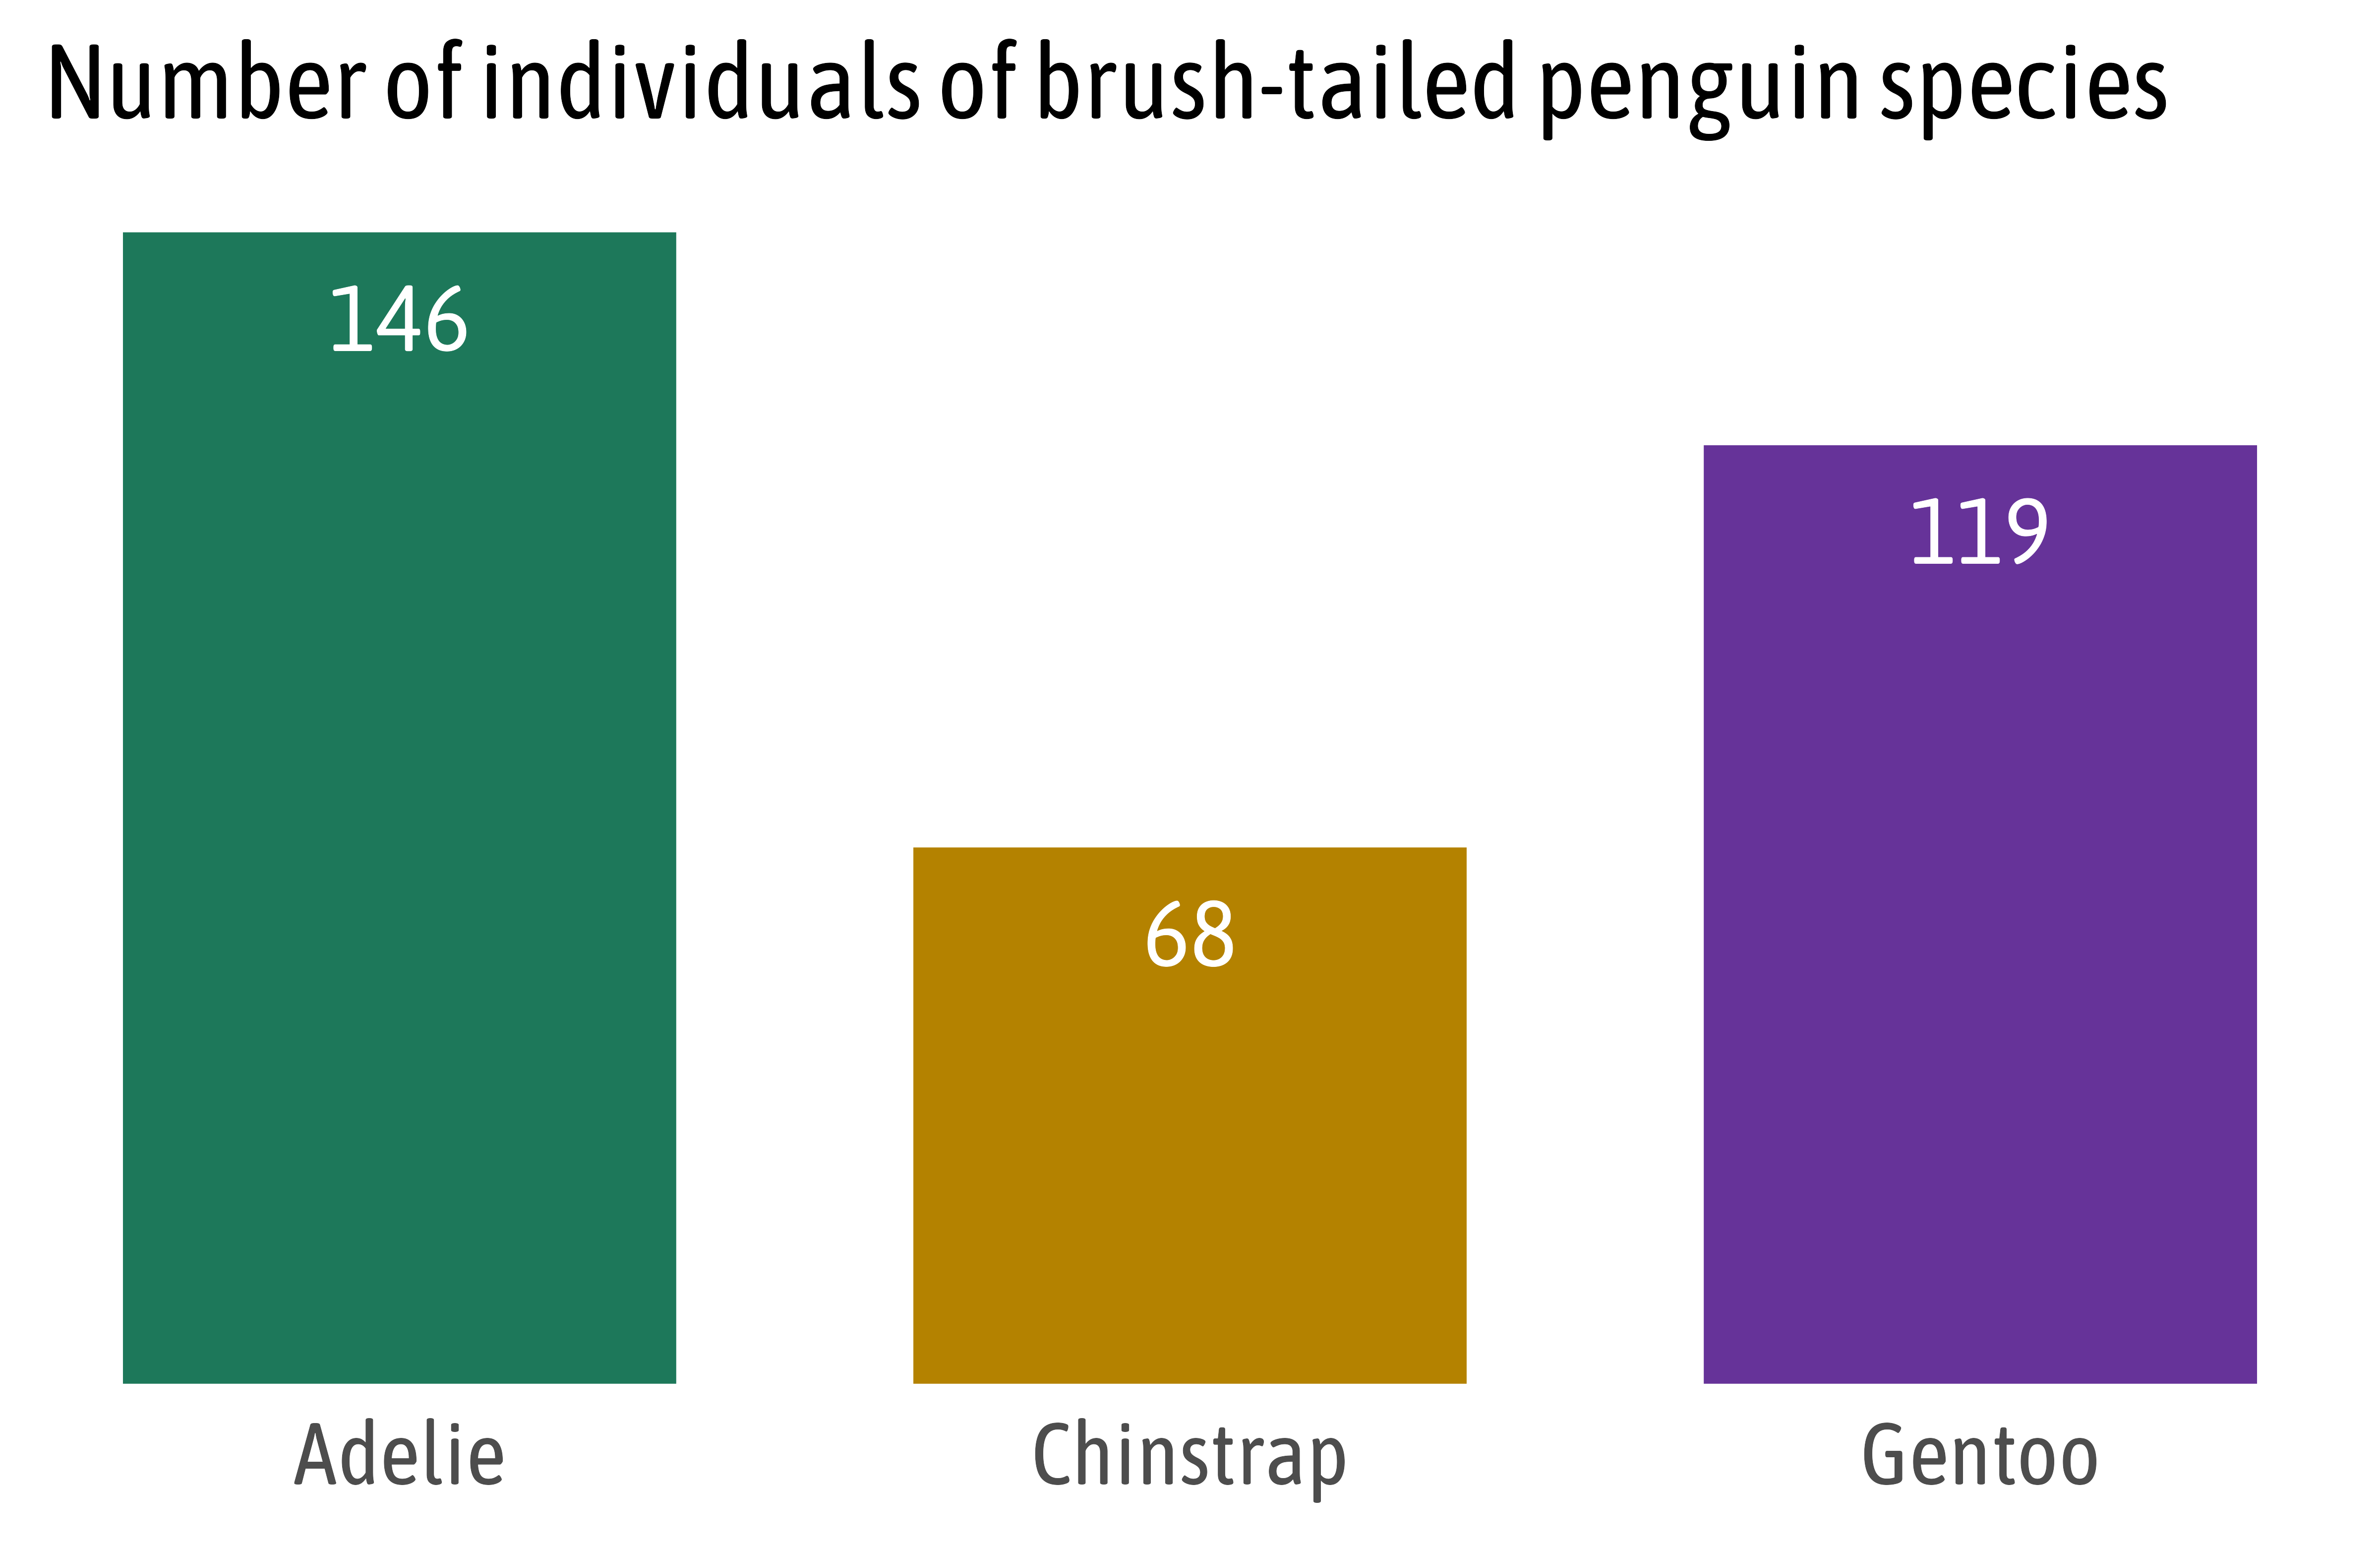 Number of individuals of brush-tailed penguin species
146
119
68
Adelie
Chinstrap
Gentoo